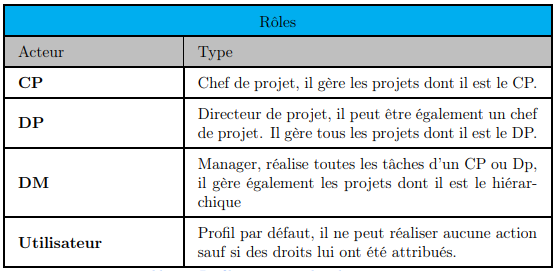 Rôles
Acteur Type
CP Chef de projet, il gère les projets dont il est le CP.
DP Directeur de projet, il peut être également un chef
de projet. Il gère tous les projets dont il est le DP.
DM Manager, réalise toutes les tâches d'un CP ou Dp,
il gère également les projets dont il est le hiérar-
chique
Utilisateur Profil par défaut, il ne peut réaliser aucune action
sauf si des droits lui ont été attribués.